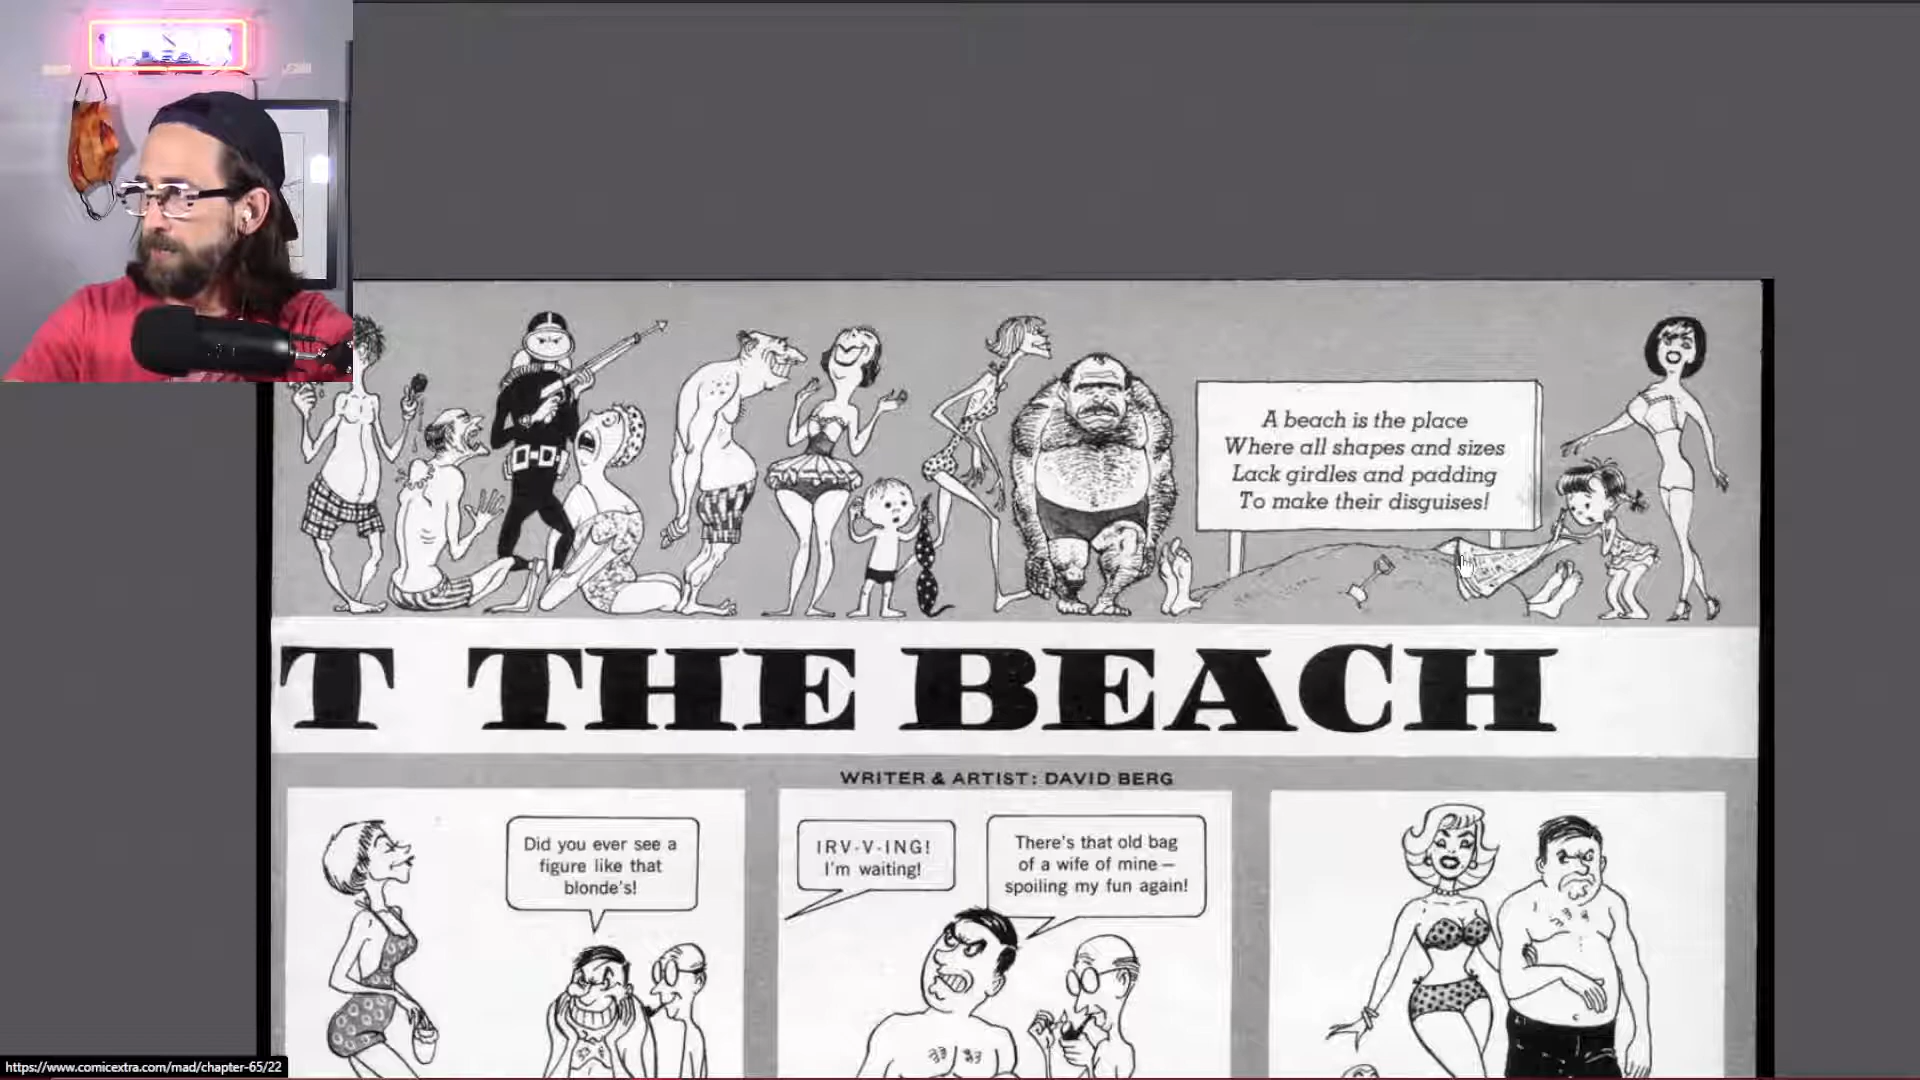 A beach is the place
Where all shapes and sizes
Lack girdles and padding
To make their disguises!
T THE BEACH
WRITER & ARTIST: DAVID BERG
Did you ever see a
figure like that
blonde's!
IRV-V-ING!
I'm waiting!
There's that old bag
of a wife of mine —
spoiling my fun again!
https://www.comicextra.com/mad/chapter-65/22